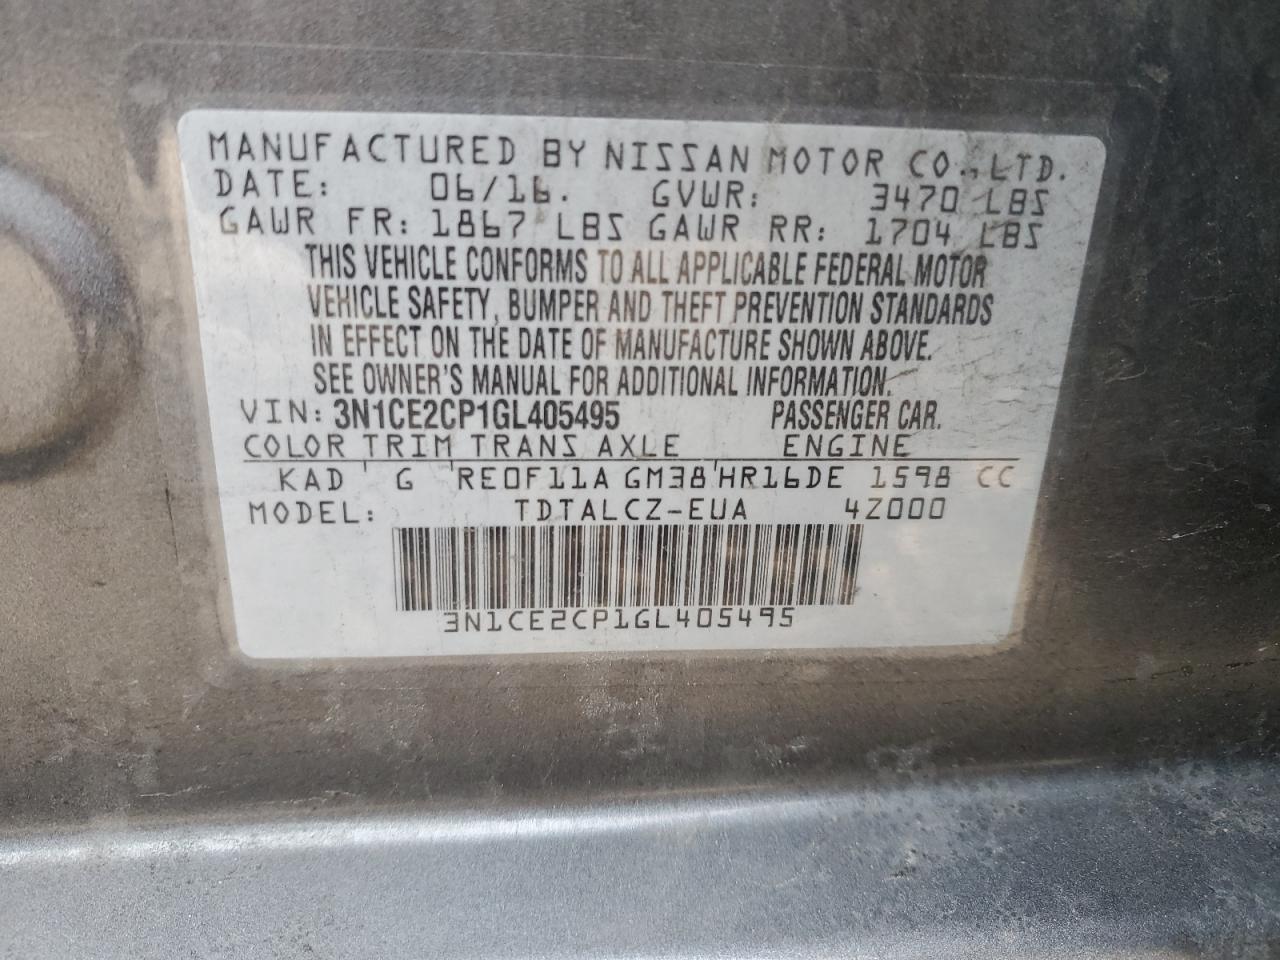 MANUFACTURED BY NISSAN MOTOR CO., LTD.
DATE: 06/16. GVWR: 3470 LBS
GAWR FR: 1867 LBS GAWR RR: 1704 LBS
THIS VEHICLE CONFORMS TO ALL APPLICABLE FEDERAL MOTOR
VEHICLE SAFETY, BUMPER AND THEFT PREVENTION STANDARDS
IN EFFECT ON THE DATE OF MANUFACTURE SHOWN ABOVE.
SEE OWNER'S MANUAL FOR ADDITIONAL INFORMATION.
VIN: 3N1CE2CP1GL405495 PASSENGER CAR.
COLOR TRIM TRANS AXLE ENGINE
KAD ' G ' RE0F11A GM38 ' HR16DE 1598 CC
MODEL: TDTALCZ-EUA 4Z000
3N1CE2CP1GL405495